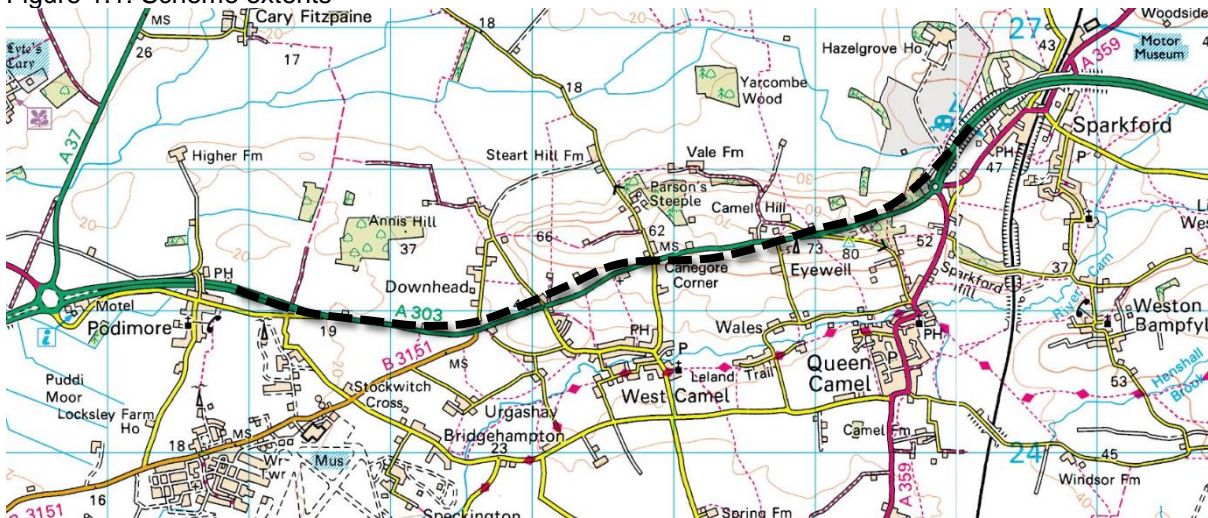 Figure 1.1: Scheme extents
MS
Cary Fitzpaine
18
27
43
Woodside
Lyte's
Cary
26
17
Hazelgrove Ho
Motor
Museum
A 359
A 37
18
Yarcombe
Wood
Sparkford
Higher Fm
Steart Hill Fm
Vale Fm
PH
47
P
20
20
Annis Hill
37
Parson's
Steeple
Camel Hill
30
60
66
62
MS
73
80
52
Canegore
Corner
Eyewell
PH
Downhead
Sparkford
Hill
37
River Cam
Motel
Podimore
19
A 303
B 3151
MS
PH
P
Wales
Weston
Bampfyl
Queen
Camel
P
PH
Puddi
Moor
Stockwitch
Cross
West Camel
Leland Trail
53
Henshall
Brook
Locksley Farm
Ho
Urgashay
Bridgehampton
18
MS
Wr
wr
Mus
23
Camel Fm
24
45
16
Windsor Fm
B 3151
Speckington
Spring Fm
A359